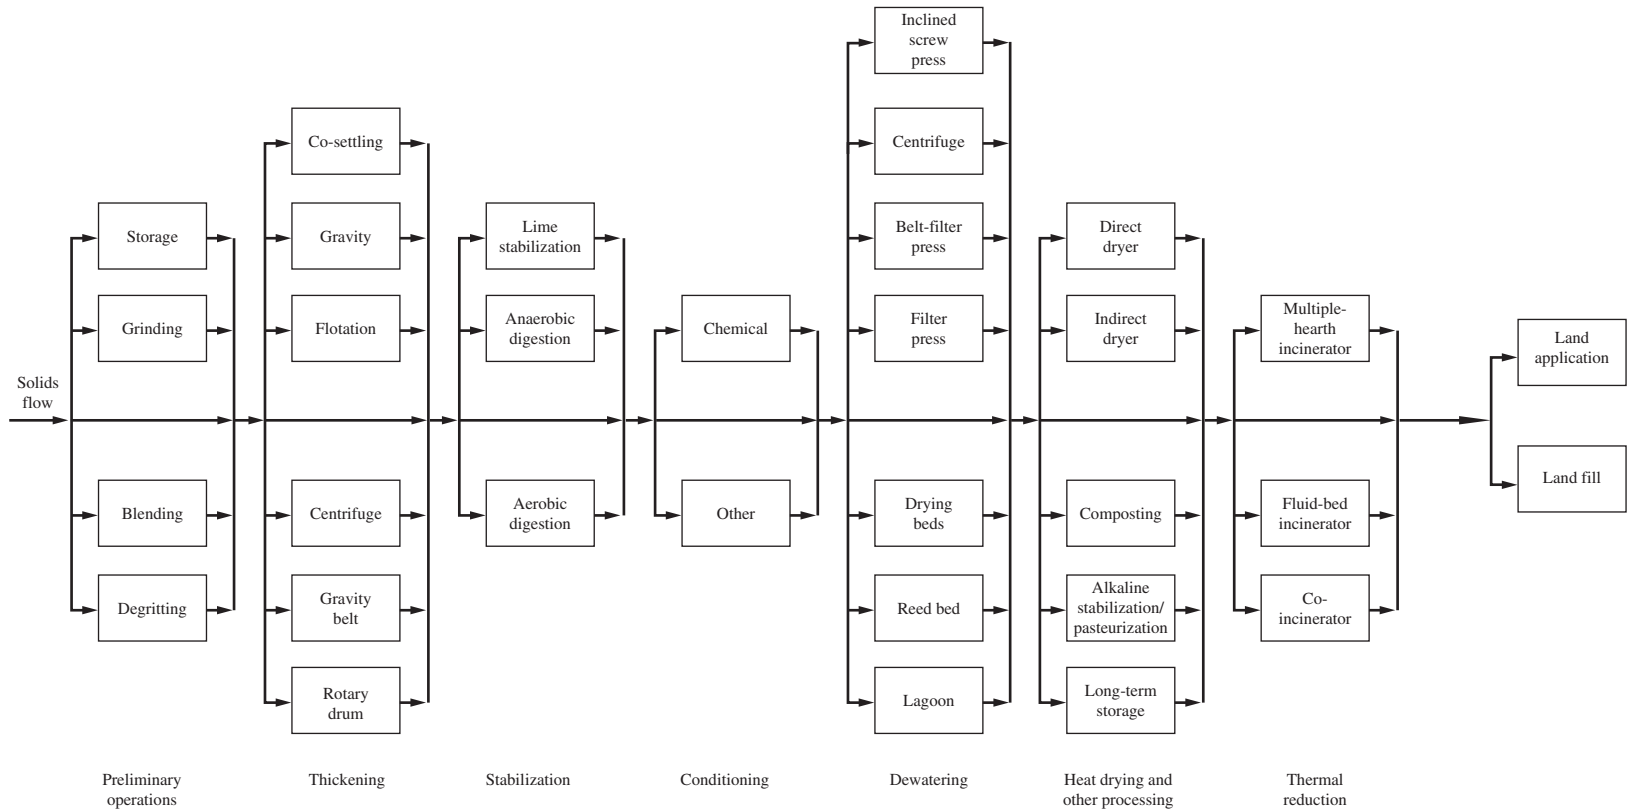 Solids
flow
Storage
Grinding
Blending
Degritting
Preliminary
operations
Co-settling
Gravity
Flotation
Centrifuge
Gravity
belt
Rotary
drum
Thickening
Lime
stabilization
Anaerobic
digestion
Aerobic
digestion
Stabilization
Chemical
Other
Conditioning
Inclined
screw
press
Centrifuge
Belt-filter
press
Filter
press
Drying
beds
Reed bed
Lagoon
Dewatering
Direct
dryer
Indirect
dryer
Composting
Alkaline
stabilization/
pasteurization
Long-term
storage
Heat drying and
other processing
Multiple-
hearth
incinerator
Fluid-bed
incinerator
Co-
incinerator
Thermal
reduction
Land
application
Land fill